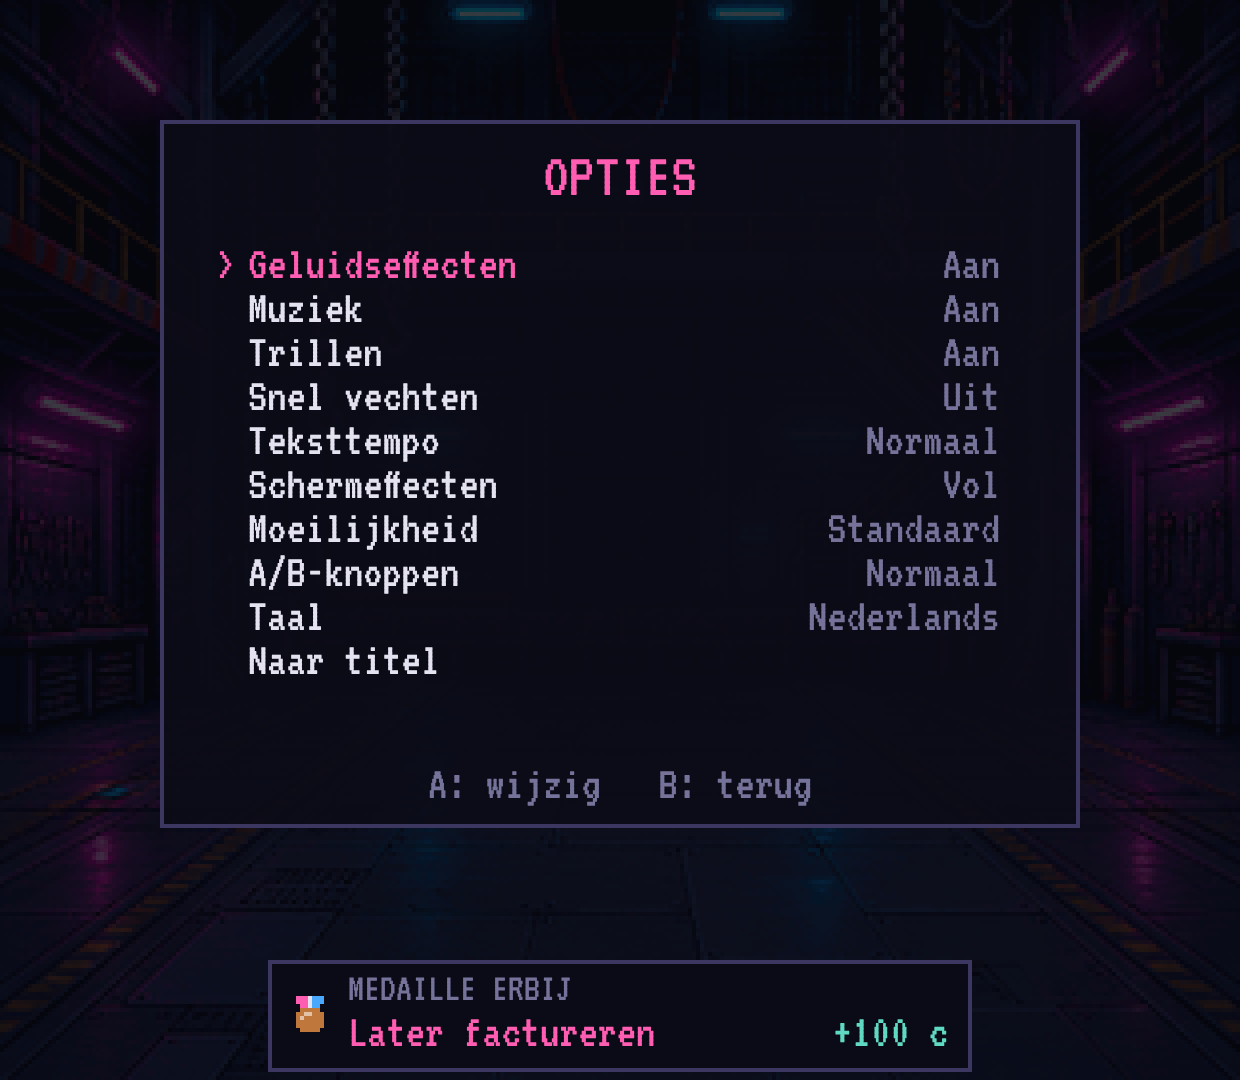 OPTIES
> Geluidseffecten Aan
Muziek Aan
Trillen Aan
Snel vechten Uit
Teksttempo Normaal
Schermeffecten Vol
Moeilijkheid Standaard
A/B-knoppen Normaal
Taal Nederlands
Naar titel
A: wijzig B: terug
MEDAILLE ERBIJ
Later factureren +100 c